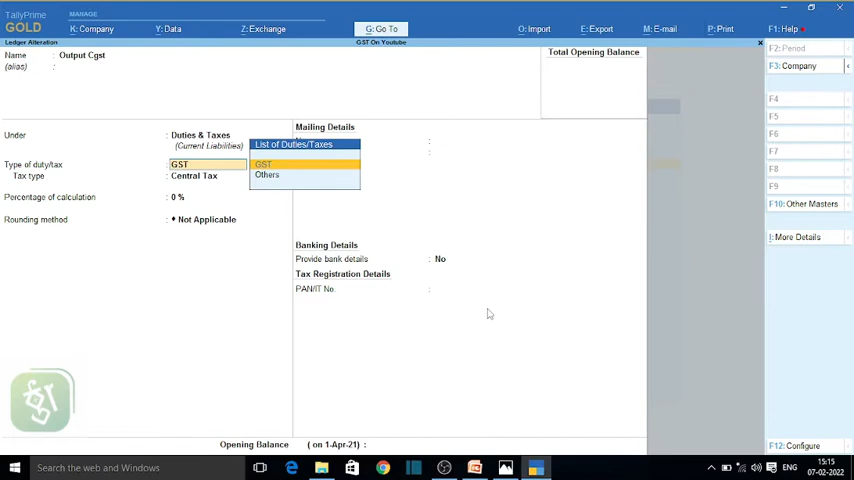 TallyPrime
GOLD
MANAGE
K: Company
Y: Data
Z: Exchange
G: Go To
O: Import
E: Export
M: E-mail
P: Print
F1: Help
Ledger Alteration
GST On Youtube
x
F2: Period
F3: Company
F4
F5
F6
F7
F8
F9
F10: Other Masters
I: More Details
F12: Configure
Name : Output Cgst
(alias) :
Total Opening Balance
Under : Duties & Taxes
(Current Liabilities)
Type of duty/tax : GST
Tax type : Central Tax
Percentage of calculation : 0 %
Rounding method : ♦ Not Applicable
Mailing Details
List of Duties/Taxes
GST
Others
Banking Details
Provide bank details : No
Tax Registration Details
PAN/IT No. :
Opening Balance ( on 1-Apr-21) :
Search the web and Windows
ENG
15:15
07-02-2022